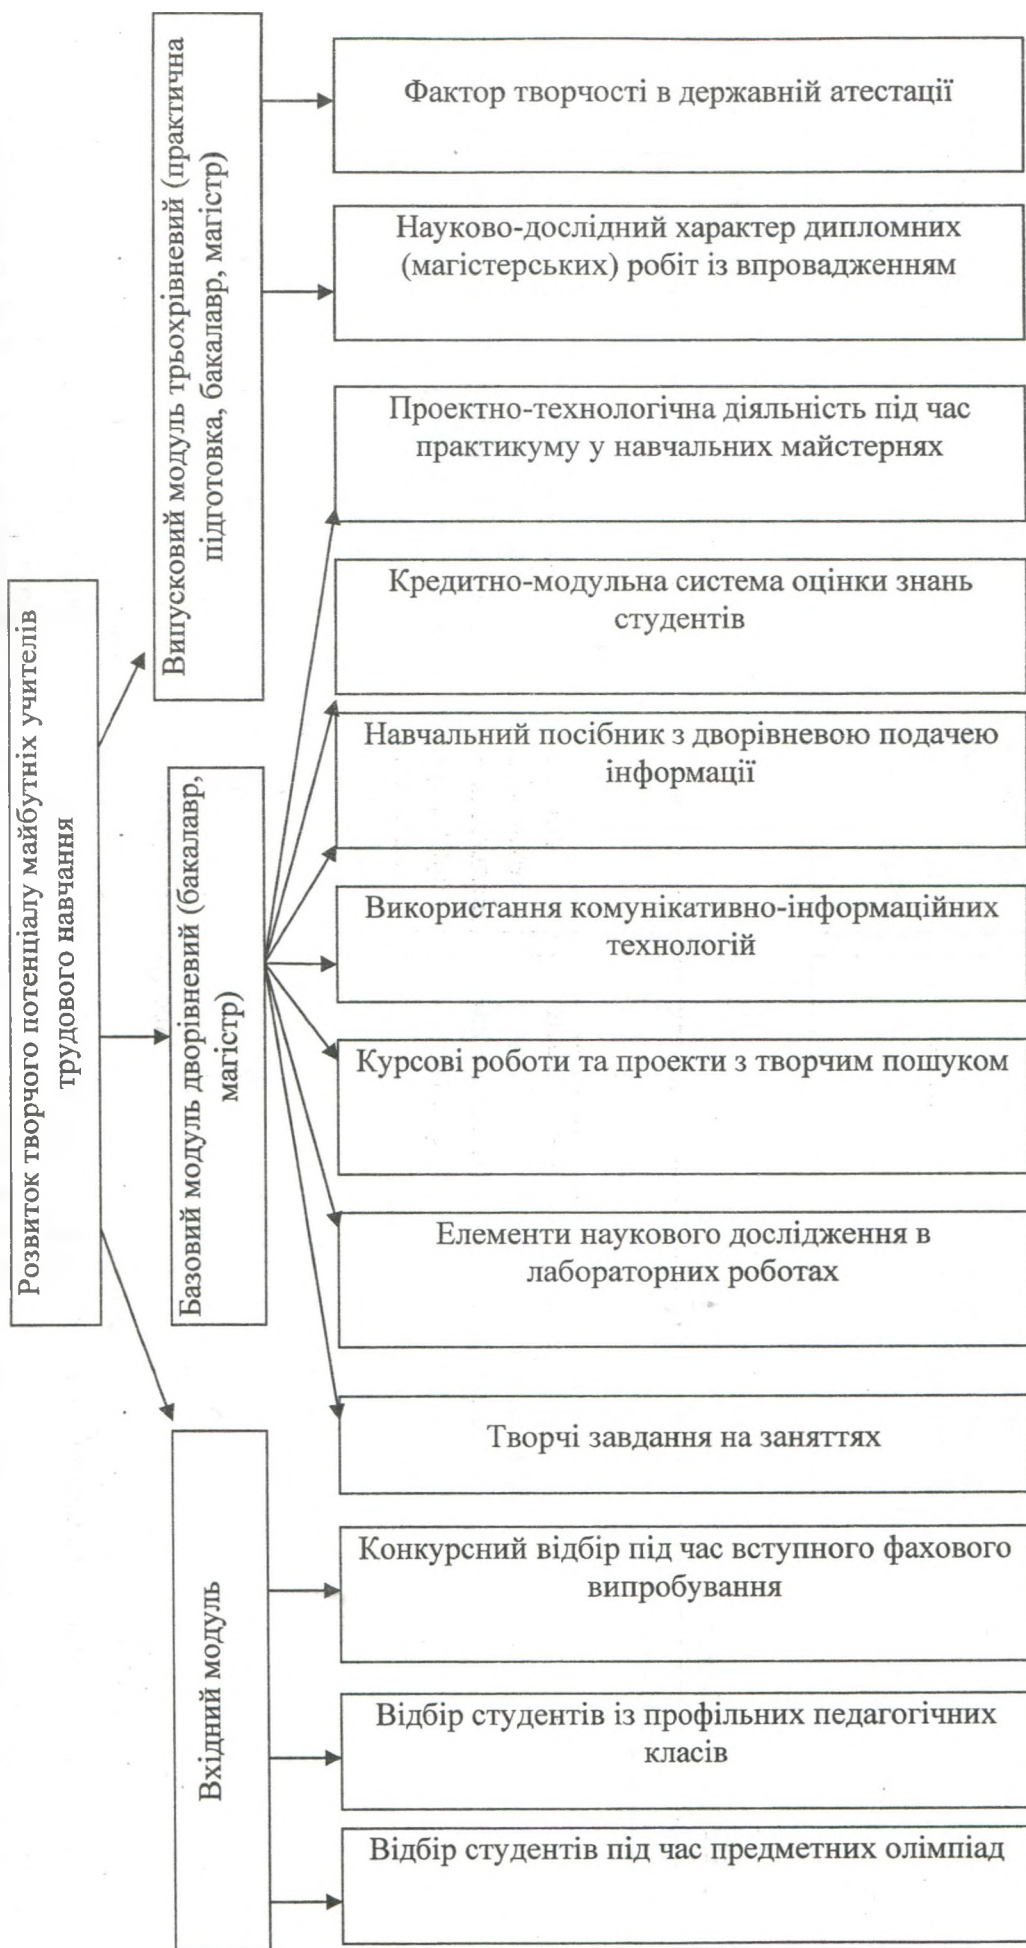 Розвиток творчого потенціалу майбутніх учителів
трудового навчання
Випусковий модуль трьохрівневий (практична
підготовка, бакалавр, магістр)
Фактор творчості в державній атестації
Науково-дослідний характер дипломних
(магістерських) робіт із впровадженням
Базовий модуль дворівневий (бакалавр,
магістр)
Проектно-технологічна діяльність під час
практикуму у навчальних майстернях
Кредитно-модульна система оцінки знань
студентів
Навчальний посібник з дворівневою подачею
інформації
Використання комунікативно-інформаційних
технологій
Курсові роботи та проекти з творчим пошуком
Елементи наукового дослідження в
лабораторних роботах
Творчі завдання на заняттях
Вхідний модуль
Конкурсний відбір під час вступного фахового
випробування
Відбір студентів із профільних педагогічних
класів
Відбір студентів під час предметних олімпіад